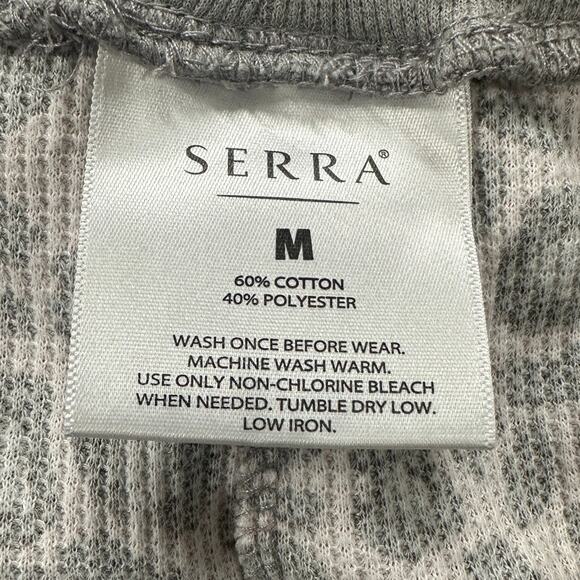 SERRA®
M
60% COTTON
40% POLYESTER
WASH ONCE BEFORE WEAR.
MACHINE WASH WARM.
USE ONLY NON-CHLORINE BLEACH
WHEN NEEDED. TUMBLE DRY LOW.
LOW IRON.